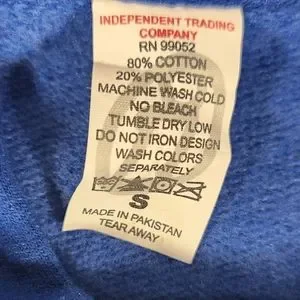 INDEPENDENT TRADING
COMPANY
RN 99052
80% COTTON
20% POLYESTER
MACHINE WASH COLD
NO BLEACH
TUMBLE DRY LOW
DO NOT IRON DESIGN
WASH COLORS
SEPARATELY
S
MADE IN PAKISTAN
TEAR AWAY